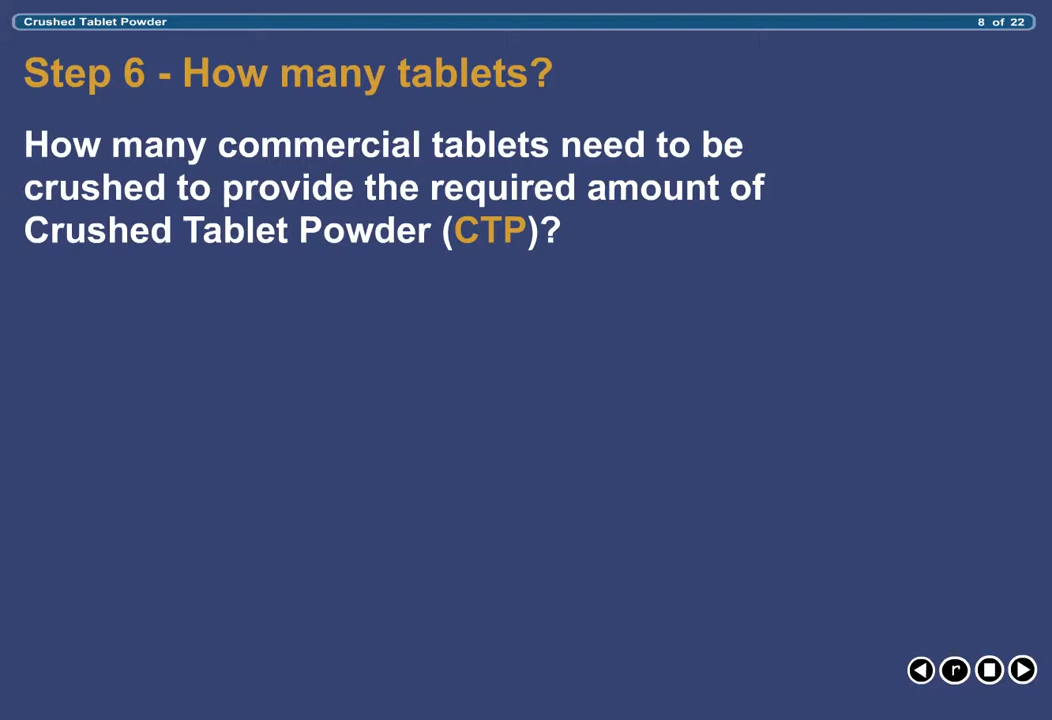 Crushed Tablet Powder 8 of 22
Step 6 - How many tablets?
How many commercial tablets need to be
crushed to provide the required amount of
Crushed Tablet Powder (CTP)?
r